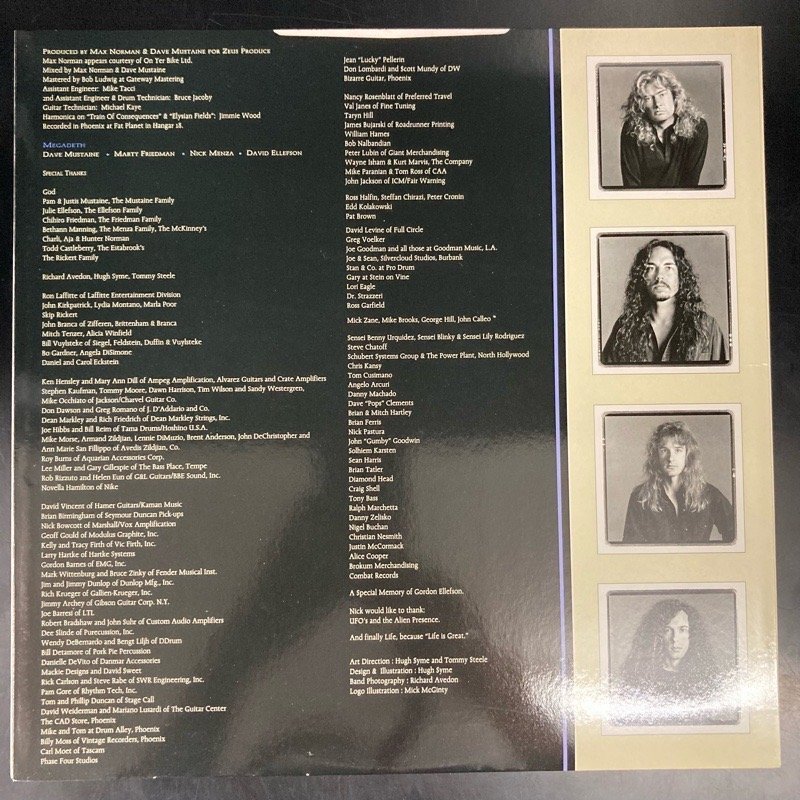 Produced by Max Norman & Dave Mustaine for Zeus Produce
Max Norman appears courtesy of On Yer Bike Ltd.
Mixed by Max Norman & Dave Mustaine
Mastered by Bob Ludwig at Gateway Mastering
Assistant Engineer: Mike Tacci
and Assistant Engineer & Drum Technician: Bruce Jacoby
Guitar Technician: Michael Kaye
Harmonica on "Train Of Consequences" & "Elysian Fields": Jimmie Wood
Recorded in Phoenix at Fat Planet in Hangar 18.
Megadeth
Dave Mustaine • Marty Friedman • Nick Menza • David Ellefson
Special Thanks
God
Pam & Justis Mustaine, The Mustaine Family
Julie Ellefson, The Ellefson Family
Chihiro Friedman, The Friedman Family
Bethann Manning, The Menza Family, The McKinney's
Charli, Aja & Hunter Norman
Todd Castleberry, The Estabrook's
The Rickert Family
Richard Avedon, Hugh Syme, Tommy Steele
Ron Laffitte of Laffitte Entertainment Division
John Kirkpatrick, Lydia Montano, Marla Poor
Skip Rickert
John Branca of Ziffren, Brittenham & Branca
Mitch Tenzer, Alicia Winfield
Bill Vuylsteke of Siegel, Feldstein, Duffin & Vuylsteke
Bo Gardner, Angela DiSimone
Daniel and Carol Eckstein
Ken Hensley and Mary Ann Dill of Ampeg Amplification, Alvarez Guitars and Crate Amplifiers
Stephen Kaufman, Tommy Moore, Dawn Harrison, Tim Wilson and Sandy Westergren,
Mike Occhiato of Jackson/Charvel Guitar Co.
Don Dawson and Greg Romano of J. D'Addario and Co.
Dean Markley and Rich Friedrich of Dean Markley Strings, Inc.
Joe Hibbs and Bill Reim of Tama Drums/Hoshino U.S.A.
Mike Morse, Armand Zildjian, Lennie DiMuzio, Brent Anderson, John DeChristopher and
Ann Marie San Filippo of Avedis Zildjian, Co.
Roy Burns of Aquarian Accessories Corp.
Lee Miller and Gary Gillespie of The Bass Place, Tempe
Rob Rizzuto and Helen Eun of G&L Guitars/BBE Sound, Inc.
Novella Hamilton of Nike
David Vincent of Hamer Guitars/Kaman Music
Brian Birmingham of Seymour Duncan Pick-ups
Nick Bowcott of Marshall/Vox Amplification
Geoff Gould of Modulus Graphite, Inc.
Kelly and Tracy Firth of Vic Firth, Inc.
Larry Hartke of Hartke Systems
Gordon Barnes of EMG, Inc.
Mark Wittenburg and Bruce Zinky of Fender Musical Inst.
Jim and Jimmy Dunlop of Dunlop Mfg., Inc.
Rich Krueger of Gallien-Krueger, Inc.
Jimmy Archey of Gibson Guitar Corp. N.Y.
Joe Barresi of LTL
Robert Bradshaw and John Suhr of Custom Audio Amplifiers
Dee Slinde of Purecussion, Inc.
Wendy DeBernardo and Bengt Lilja of DDrum
Bill Detamore of Pork Pie Percussion
Danielle DeVito of Danmar Accessories
Mackie Designs and David Sweet
Rick Carlson and Steve Rabe of SWR Engineering, Inc.
Pam Gore of Rhythm Tech, Inc.
Tom and Phillip Duncan of Stage Call
David Weiderman and Mariano Lusardi of The Guitar Center
The CAD Store, Phoenix
Mike and Tom at Drum Alley, Phoenix
Billy Moss of Vintage Recorders, Phoenix
Carl Moet of Tascam
Phase Four Studios
Jean "Lucky" Pellerin
Don Lombardi and Scott Mundy of DW
Bizarre Guitar, Phoenix
Nancy Rosenblatt of Preferred Travel
Val Janes of Fine Tuning
Taryn Hill
James Bujarski of Roadrunner Printing
William Hames
Bob Nalbandian
Peter Lubin of Giant Merchandising
Wayne Isham & Kurt Marvis, The Company
Mike Paranian & Tom Ross of CAA
John Jackson of ICM/Fair Warning
Ross Halfin, Steffan Chirazi, Peter Cronin
Edd Kolakowski
Pat Brown
David Levine of Full Circle
Greg Voelker
Joe Goodman and all those at Goodman Music, L.A.
Joe & Sean, Silvercloud Studios, Burbank
Stan & Co. at Pro Drum
Gary at Stein on Vine
Lori Eagle
Dr. Strazzeri
Ross Garfield
Mick Zane, Mike Brooks, George Hill, John Calleo
Sensei Benny Urquidez, Sensei Blinky & Sensei Lily Rodriguez
Steve Chatoff
Schubert Systems Group & The Power Plant, North Hollywood
Chris Kansy
Tom Cusimano
Angelo Arcuri
Danny Machado
Dave "Pops" Clements
Brian & Mitch Hartley
Brian Ferris
Nick Pastura
John "Gumby" Goodwin
Solhiem Karsten
Sean Harris
Brian Tatler
Diamond Head
Craig Shell
Tony Bass
Ralph Marchetta
Danny Zelisko
Nigel Buchan
Christian Nesmith
Justin McCormack
Alice Cooper
Brokum Merchandising
Combat Records
A Special Memory of Gordon Ellefson.
Nick would like to thank:
UFO's and the Alien Presence.
And finally Life, because "Life is Great."
Art Direction : Hugh Syme and Tommy Steele
Design & Illustration : Hugh Syme
Band Photography : Richard Avedon
Logo Illustration : Mick McGinty